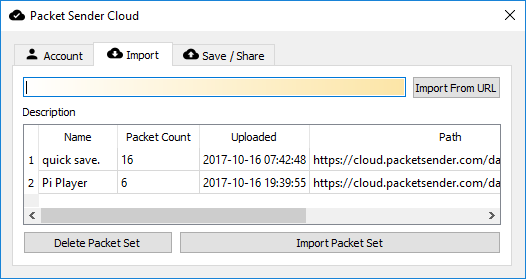 Packet Sender Cloud
Account Import Save / Share
Import From URL
Description
Name Packet Count Uploaded Path
1 quick save. 16 2017-10-16 07:42:48 https://cloud.packetsender.com/da
2 Pi Player 6 2017-10-16 19:39:55 https://cloud.packetsender.com/da
Delete Packet Set Import Packet Set